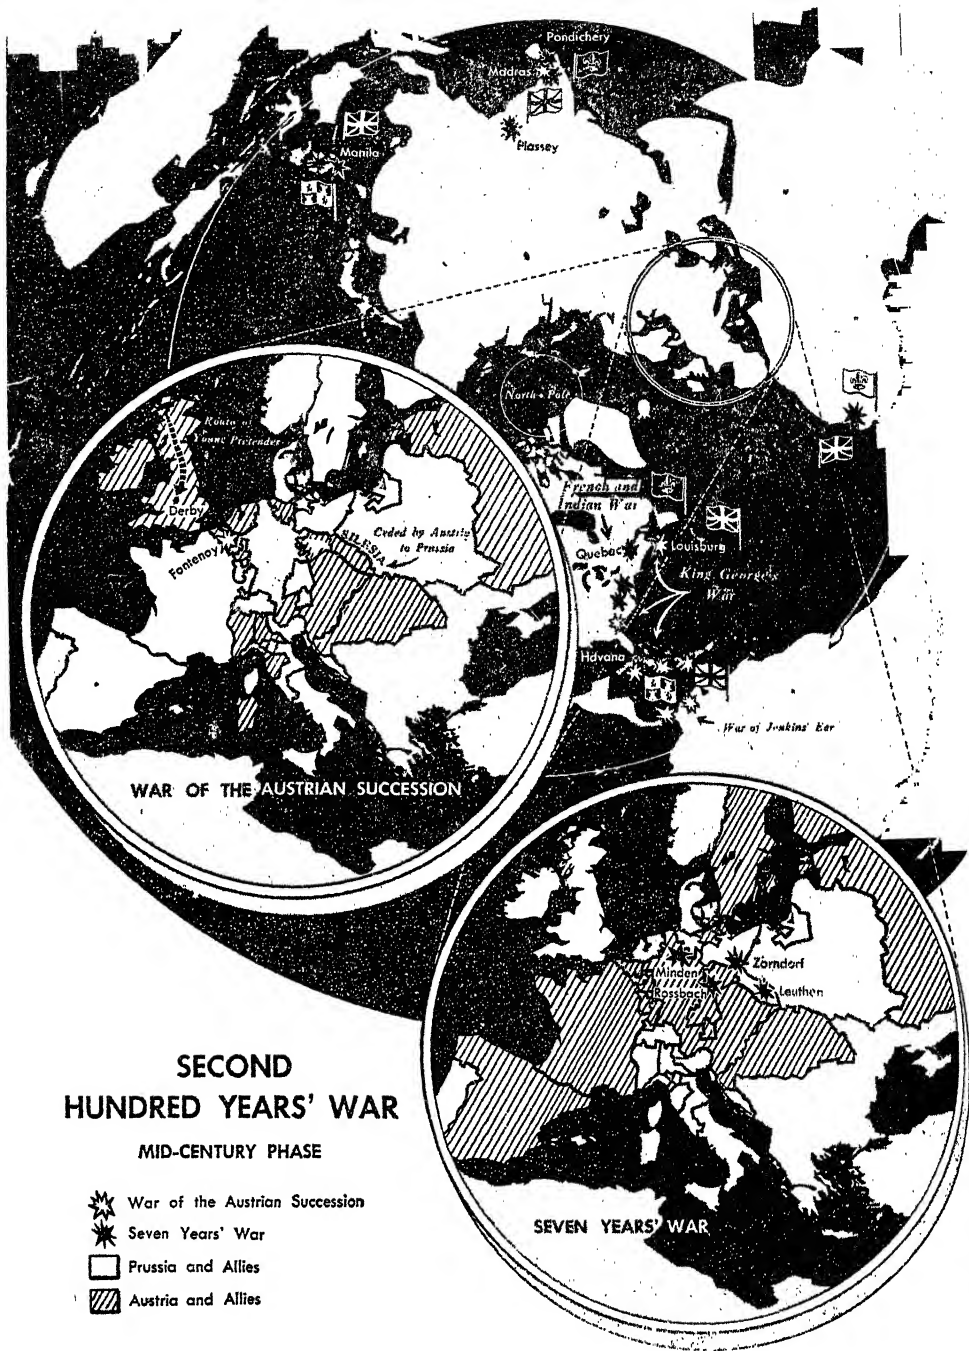 Pondichery
Madras
Plassey
Manila
North Pole
French and
Indian War
Quebec
Louisburg
King George's
War
Havana
War of Jenkins' Ear
Route of
Young Pretender
Derby
Fontenoy
SILESIA
Ceded by Austria
to Prussia
WAR OF THE AUSTRIAN SUCCESSION
Minden
Rossbach
Zorndorf
Leuthen
SEVEN YEARS' WAR
SECOND
HUNDRED YEARS' WAR
MID-CENTURY PHASE
War of the Austrian Succession
Seven Years' War
Prussia and Allies
Austria and Allies